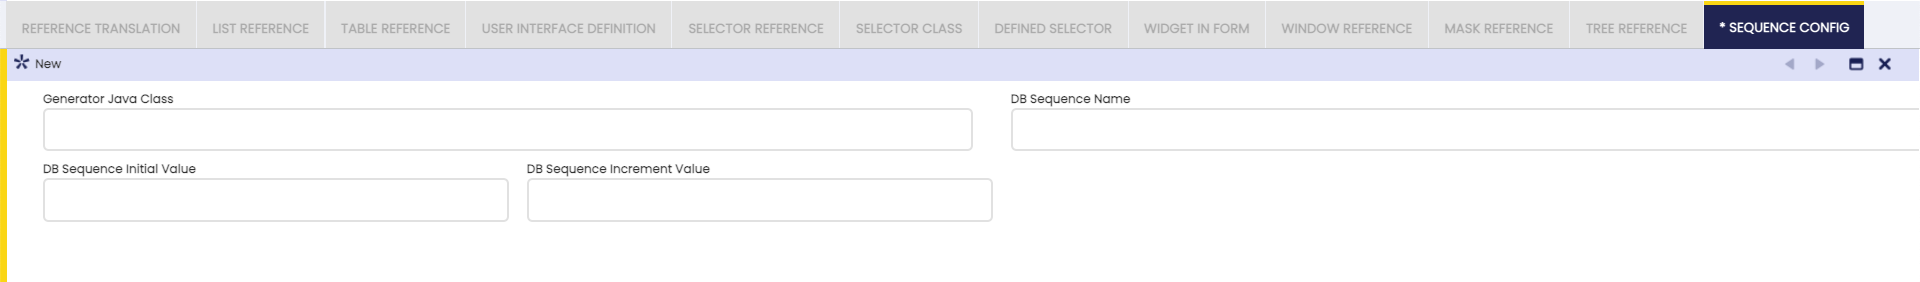 REFERENCE TRANSLATION LIST REFERENCE TABLE REFERENCE USER INTERFACE DEFINITION SELECTOR REFERENCE SELECTOR CLASS DEFINED SELECTOR WIDGET IN FORM WINDOW REFERENCE MASK REFERENCE TREE REFERENCE * SEQUENCE CONFIG
New
Generator Java Class DB Sequence Name
DB Sequence Initial Value DB Sequence Increment Value